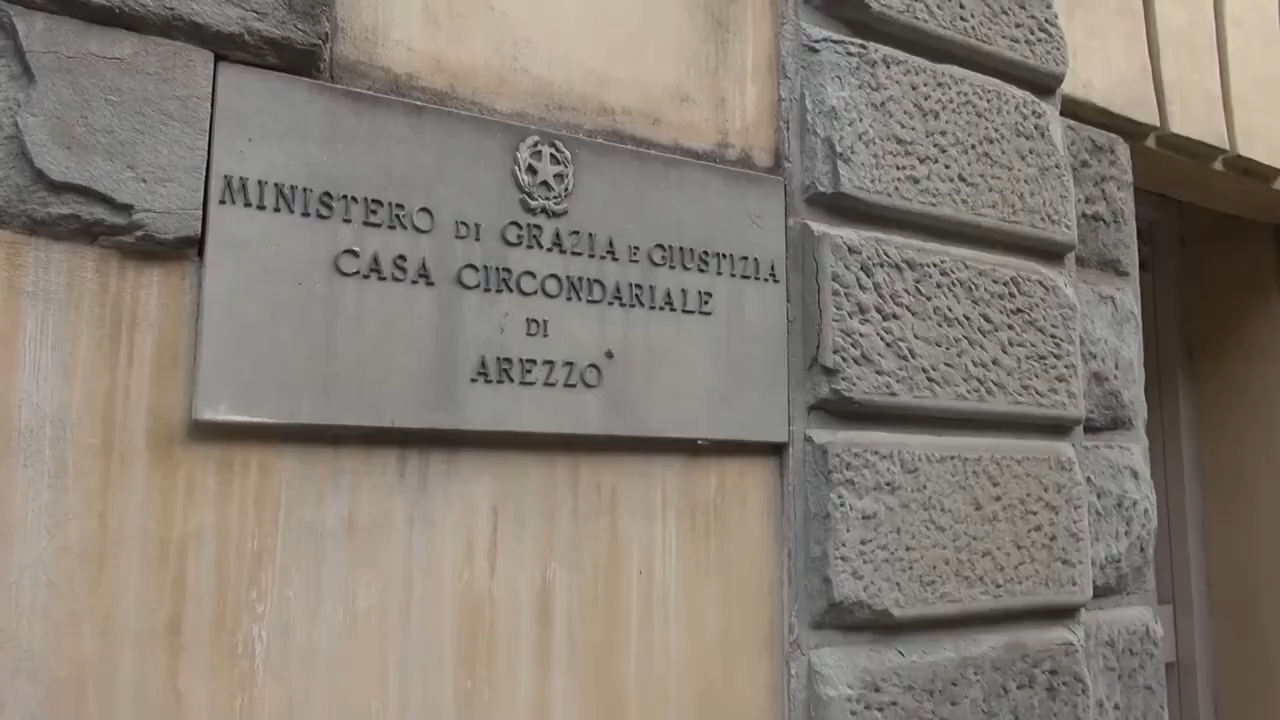 MINISTERO DI GRAZIA E GIUSTIZIA
CASA CIRCONDARIALE
DI
AREZZO